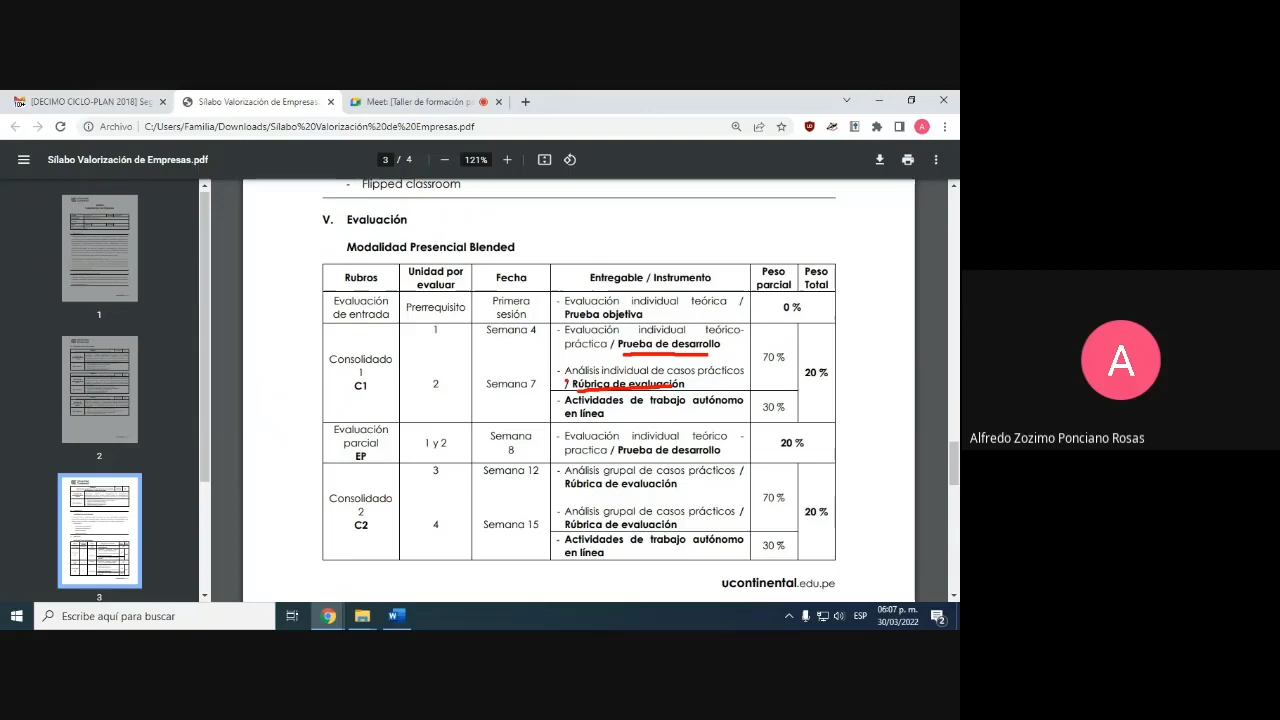 [DECIMO CICLO-PLAN 2018] Seg
Sílabo Valorización de Empresas.
Meet: [Taller de formación p
Archivo
C:/Users/Familia/Downloads/Sílabo%20Valorización%20de%20Empresas.pdf
A
Sílabo Valorización de Empresas.pdf
3 / 4
121%
1
2
3
- Flipped classroom
V. Evaluación
Modalidad Presencial Blended
Rubros
Unidad por evaluar
Fecha
Entregable / Instrumento
Peso parcial
Peso Total
Evaluación de entrada
Prerrequisito
Primera sesión
- Evaluación individual teórica /
Prueba objetiva
0 %
Consolidado
1
C1
1
Semana 4
- Evaluación individual teórico-
práctica / Prueba de desarrollo
2
Semana 7
- Análisis individual de casos prácticos
/ Rúbrica de evaluación
70 %
- Actividades de trabajo autónomo
en línea
30 %
20 %
Evaluación
parcial
EP
1 y 2
Semana
8
- Evaluación individual teórico -
practica / Prueba de desarrollo
20 %
Consolidado
2
C2
3
Semana 12
- Análisis grupal de casos prácticos /
Rúbrica de evaluación
4
Semana 15
- Análisis grupal de casos prácticos /
Rúbrica de evaluación
70 %
- Actividades de trabajo autónomo
en línea
30 %
20 %
ucontinental.edu.pe
Escribe aquí para buscar
ESP
06:07 p. m.
30/03/2022
2
A
Alfredo Zozimo Ponciano Rosas